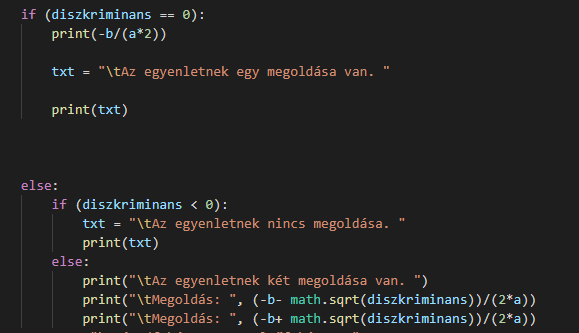 if (diszkriminans == 0):
    print(-b/(a*2))
    txt = "\tAz egyenletnek egy megoldása van. "
    print(txt)
else:
    if (diszkriminans < 0):
        txt = "\tAz egyenletnek nincs megoldása. "
        print(txt)
    else:
        print("\tAz egyenletnek két megoldása van. ")
        print("\tMegoldás: ", (-b- math.sqrt(diszkriminans))/(2*a))
        print("\tMegoldás: ", (-b+ math.sqrt(diszkriminans))/(2*a))